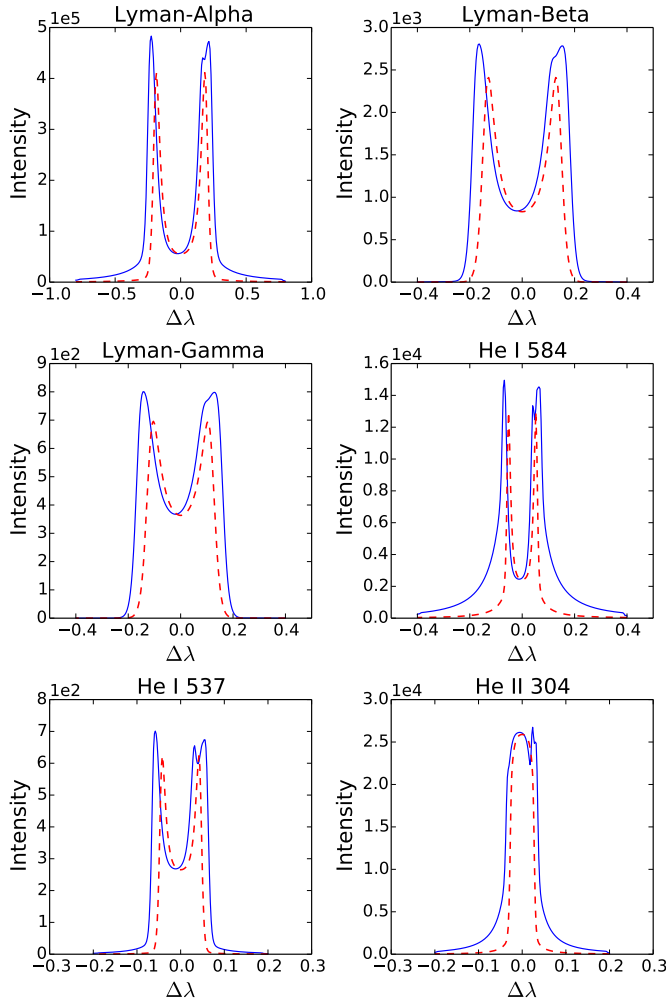 Lyman-Alpha
1e5
5
4
3
2
1
0
Intensity
−1.0 −0.5 0.0 0.5 1.0
Δλ
Lyman-Beta
1e3
3.0
2.5
2.0
1.5
1.0
0.5
0.0
Intensity
−0.4 −0.2 0.0 0.2 0.4
Δλ
Lyman-Gamma
1e2
9
8
7
6
5
4
3
2
1
0
Intensity
−0.4 −0.2 0.0 0.2 0.4
Δλ
He I 584
1e4
1.6
1.4
1.2
1.0
0.8
0.6
0.4
0.2
0.0
Intensity
−0.4 −0.2 0.0 0.2 0.4
Δλ
He I 537
1e2
8
7
6
5
4
3
2
1
0
Intensity
−0.3 −0.2 −0.1 0.0 0.1 0.2 0.3
Δλ
He II 304
1e4
3.0
2.5
2.0
1.5
1.0
0.5
0.0
Intensity
−0.3 −0.2 −0.1 0.0 0.1 0.2 0.3
Δλ